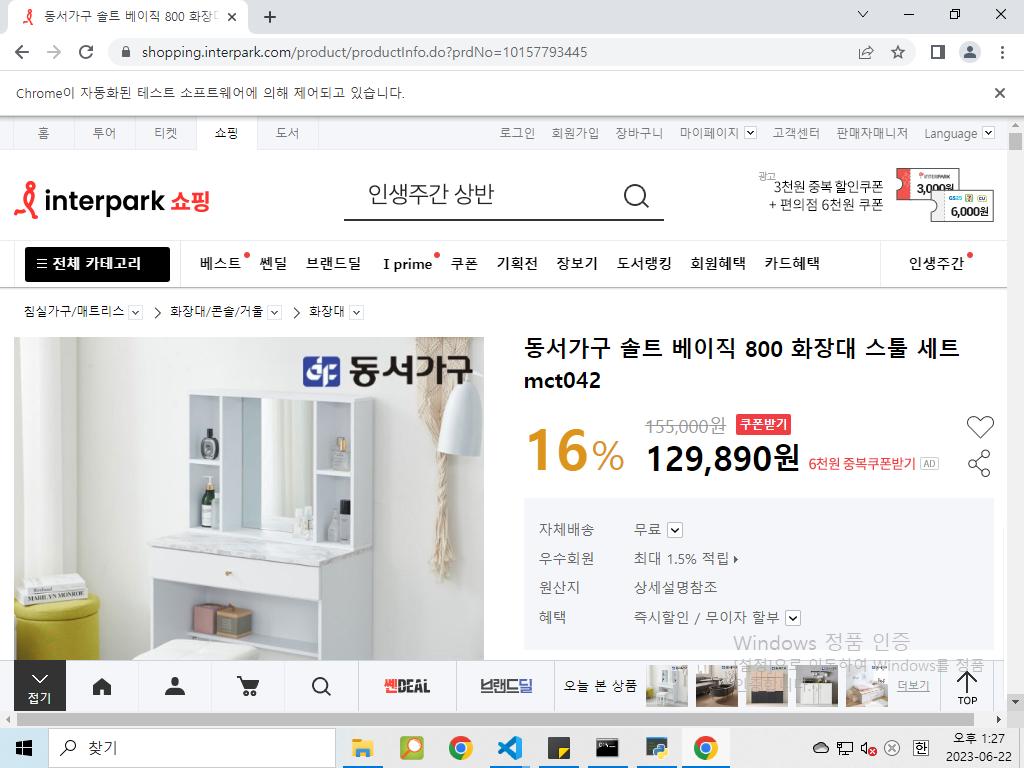 동서가구 솔트 베이직 800 화장대
shopping.interpark.com/product/productInfo.do?prdNo=10157793445
Chrome이 자동화된 테스트 소프트웨어에 의해 제어되고 있습니다.
홈 투어 티켓 쇼핑 도서 로그인 회원가입 장바구니 마이페이지 고객센터 판매자매니저 Language
광고
interpark 쇼핑 인생주간 상반 3천원 중복 할인쿠폰 3,000원
+ 편의점 6천원 쿠폰 6,000원
전체 카테고리 베스트 쎈딜 브랜드딜 I prime 쿠폰 기획전 장보기 도서랭킹 회원혜택 카드혜택 인생주간
침실가구/매트리스 화장대/콘솔/거울 화장대
동서가구
MARILYN MONROE
동서가구 솔트 베이직 800 화장대 스툴 세트
mct042
16% 155,000원 쿠폰받기
129,890원 6천원 중복쿠폰받기 AD
자체배송 무료
우수회원 최대 1.5% 적립
원산지 상세설명참조
혜택 즉시할인 / 무이자 할부
Windows 정품 인증
[설정]으로 이동하여 Windows를 정품
접기 쎈DEAL 브랜드딜 오늘 본 상품 더보기 TOP
찾기 한 오후 1:27
2023-06-22